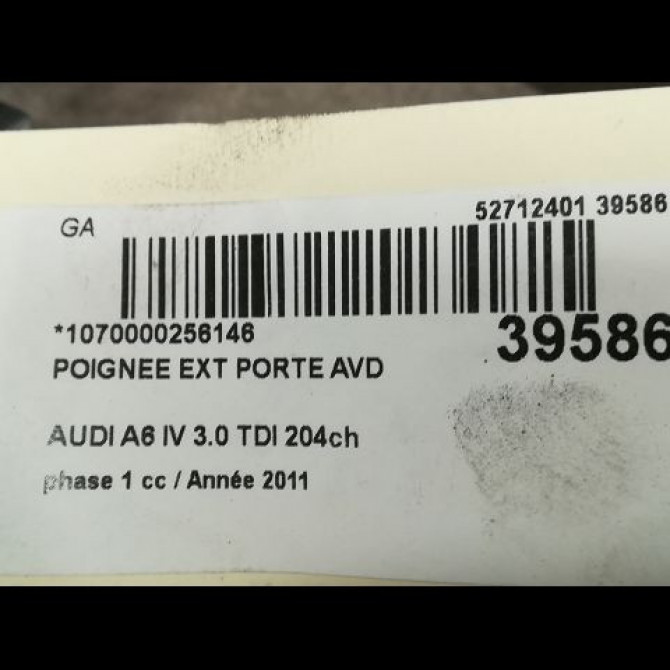 GA
52712401 39586
*1070000256146
39586
POIGNEE EXT PORTE AVD
AUDI A6 IV 3.0 TDI 204ch
phase 1 cc / Année 2011